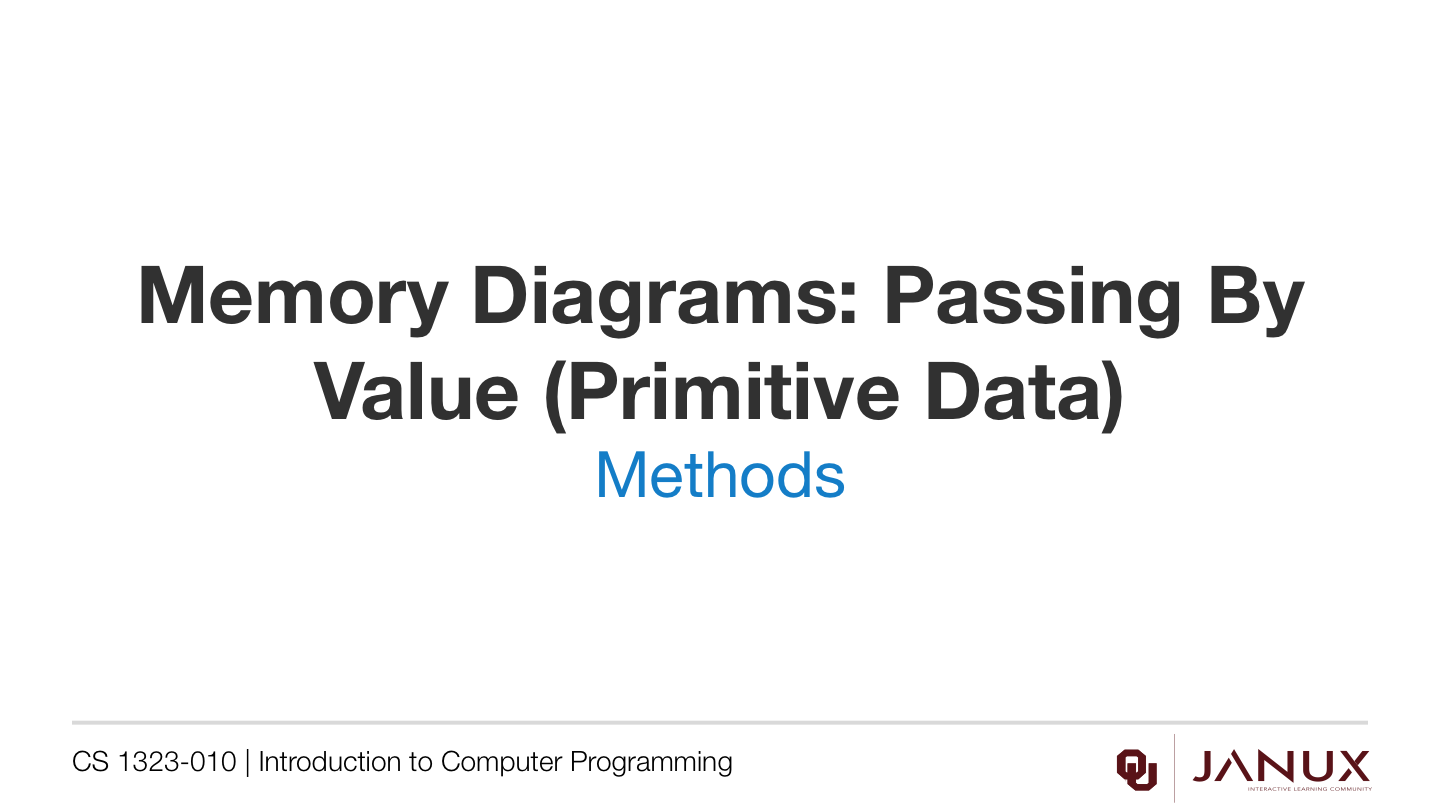 Memory Diagrams: Passing By
Value (Primitive Data)
Methods
CS 1323-010 | Introduction to Computer Programming
OU
JANUX
INTERACTIVE LEARNING COMMUNITY